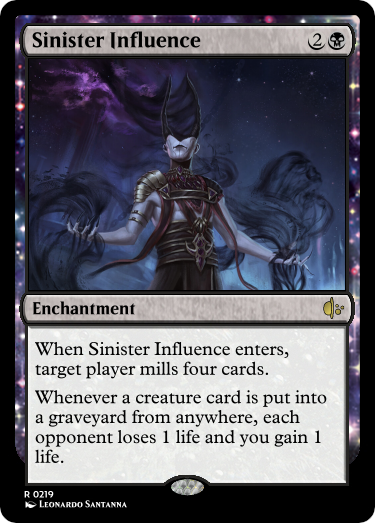 Sinister Influence 2
Enchantment
When Sinister Influence enters,
target player mills four cards.
Whenever a creature card is put into
a graveyard from anywhere, each
opponent loses 1 life and you gain 1
life.
R 0219
Leonardo Santanna